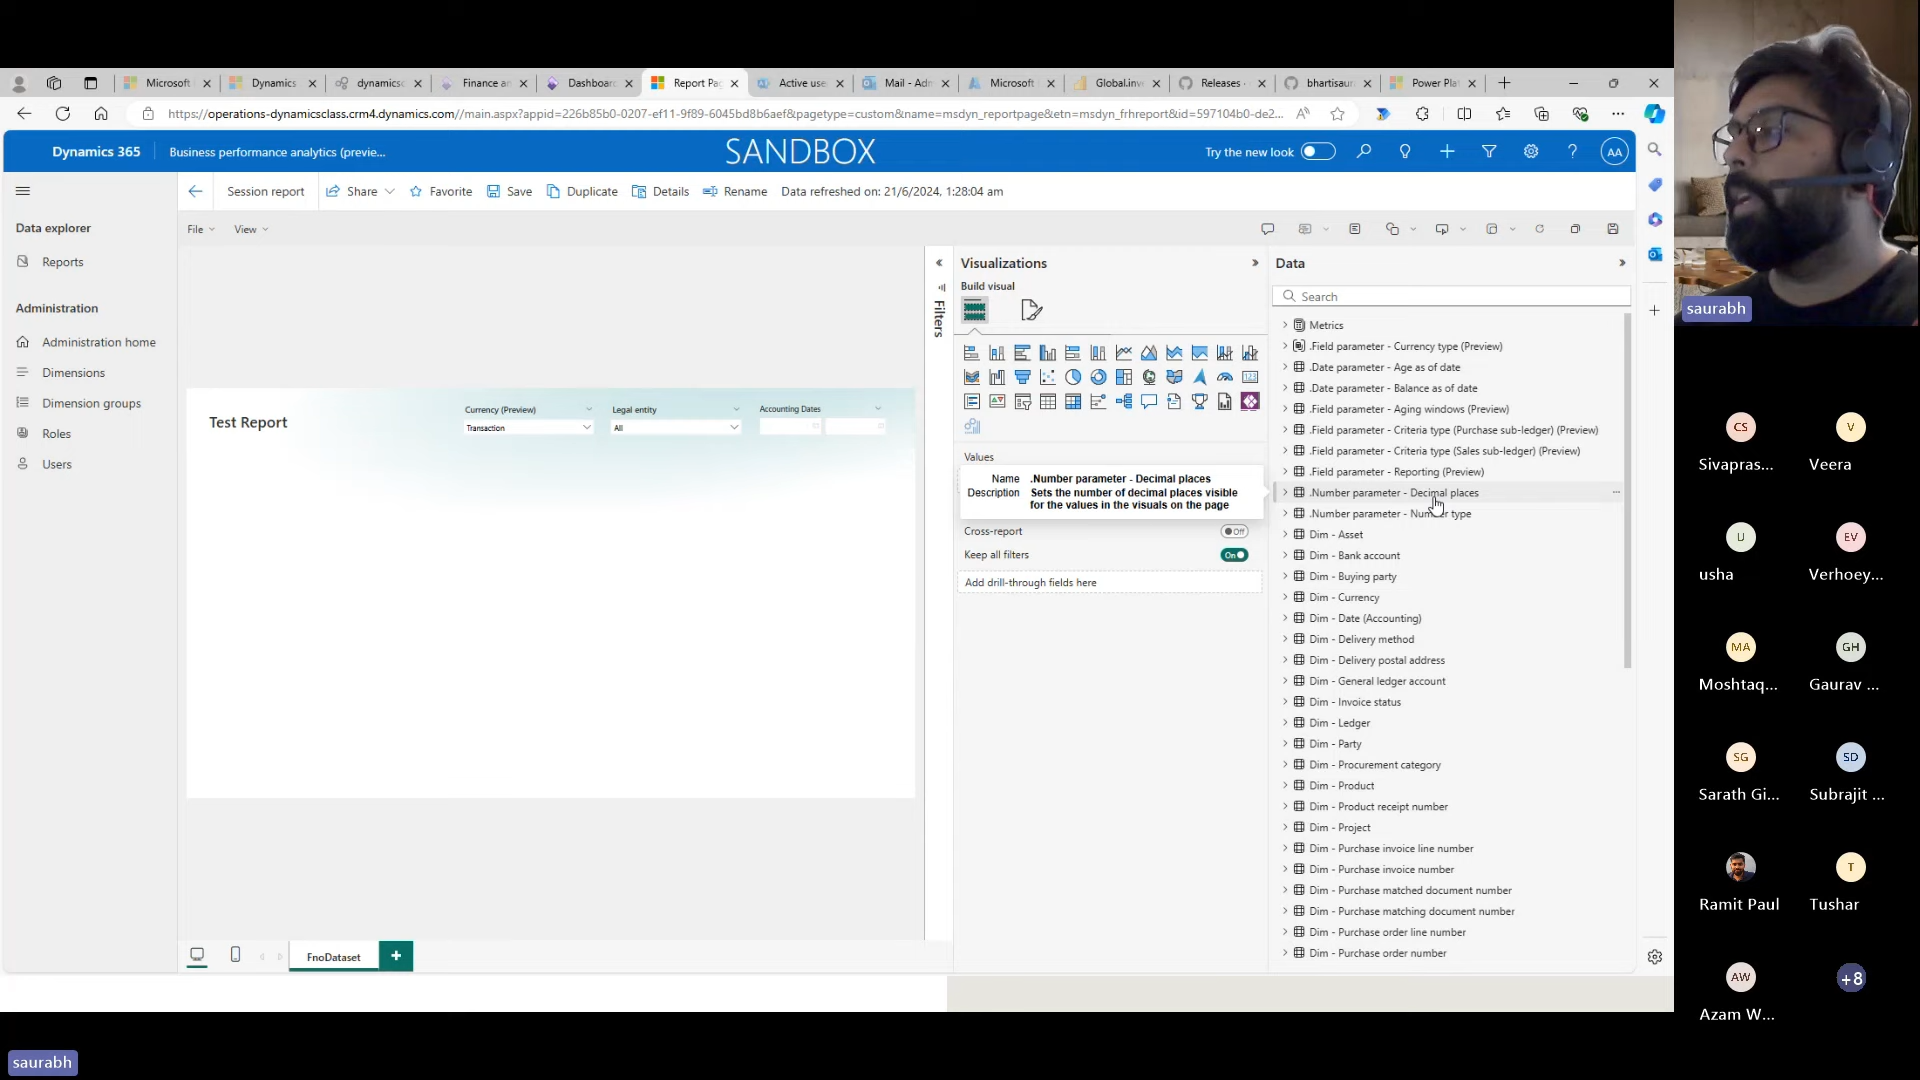 Microsoft
Dynamics
dynamicsc
Finance an
Dashboard
Report Pag
Active use
Mail - Adm
Microsoft
Global.inve
Releases ·
bhartisaur
Power Plat
https://operations-dynamicsclass.crm4.dynamics.com//main.aspx?appid=226b85b0-0207-ef11-9f89-6045bd8b6aef&pagetype=custom&name=msdyn_reportpage&etn=msdyn_frhreport&id=597104b0-de2...
Dynamics 365
Business performance analytics (previe...
SANDBOX
Try the new look
AA
Session report
Share
Favorite
Save
Duplicate
Details
Rename
Data refreshed on: 21/6/2024, 1:28:04 am
Data explorer
Reports
Administration
Administration home
Dimensions
Dimension groups
Roles
Users
File
View
Test Report
Currency (Preview)
Transaction
Legal entity
All
Accounting Dates
Filters
Visualizations
Build visual
Values
Name .Number parameter - Decimal places
Description Sets the number of decimal places visible
for the values in the visuals on the page
Cross-report
Off
Keep all filters
On
Add drill-through fields here
Data
Search
Metrics
.Field parameter - Currency type (Preview)
.Date parameter - Age as of date
.Date parameter - Balance as of date
.Field parameter - Aging windows (Preview)
.Field parameter - Criteria type (Purchase sub-ledger) (Preview)
.Field parameter - Criteria type (Sales sub-ledger) (Preview)
.Field parameter - Reporting (Preview)
.Number parameter - Decimal places
.Number parameter - Number type
Dim - Asset
Dim - Bank account
Dim - Buying party
Dim - Currency
Dim - Date (Accounting)
Dim - Delivery method
Dim - Delivery postal address
Dim - General ledger account
Dim - Invoice status
Dim - Ledger
Dim - Party
Dim - Procurement category
Dim - Product
Dim - Product receipt number
Dim - Project
Dim - Purchase invoice line number
Dim - Purchase invoice number
Dim - Purchase matched document number
Dim - Purchase matching document number
Dim - Purchase order line number
Dim - Purchase order number
FnoDataset
saurabh
CS
Sivapras...
V
Veera
U
usha
EV
Verhoey...
MA
Moshtaq...
GH
Gaurav ...
SG
Sarath Gi...
SD
Subrajit ...
Ramit Paul
T
Tushar
AW
Azam W...
+8
saurabh